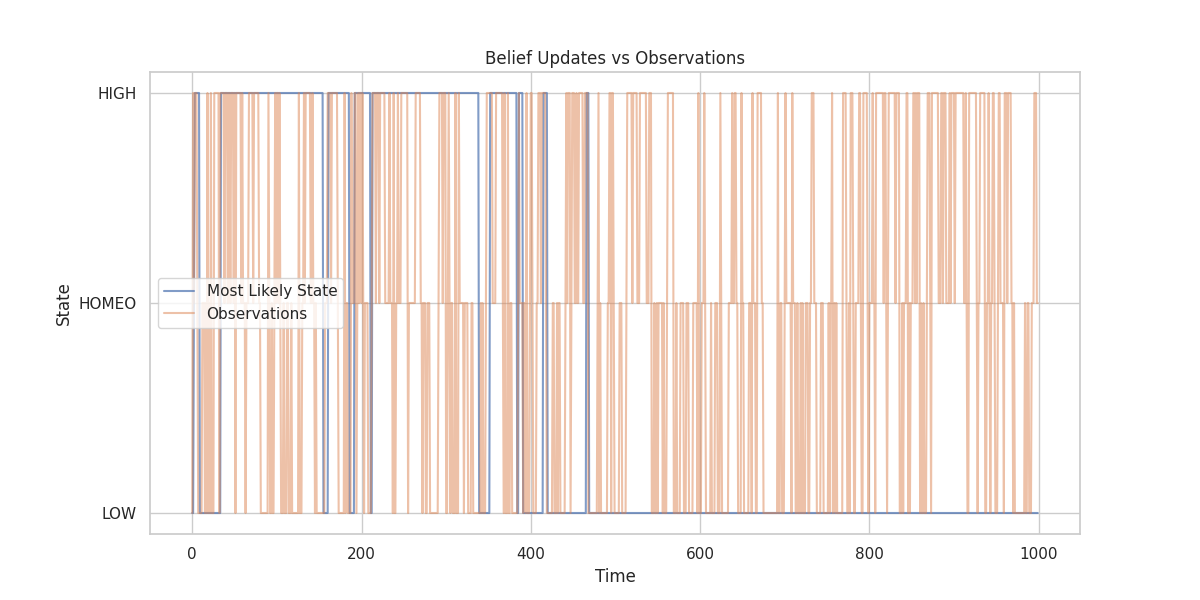 Belief Updates vs Observations
HIGH
HOMEO
LOW
State
Most Likely State
Observations
0
200
400
600
800
1000
Time